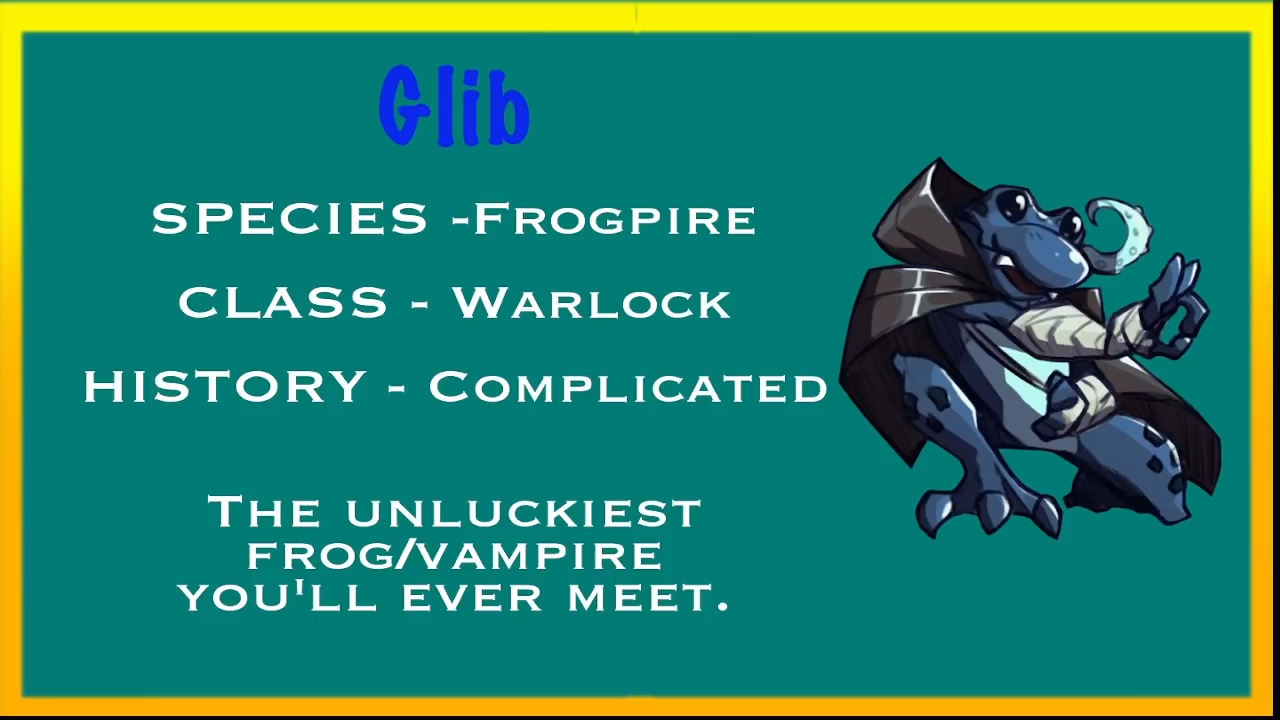 Glib
SPECIES -Frogpire
CLASS - Warlock
HISTORY - Complicated
The unluckiest
frog/vampire
you'll ever meet.